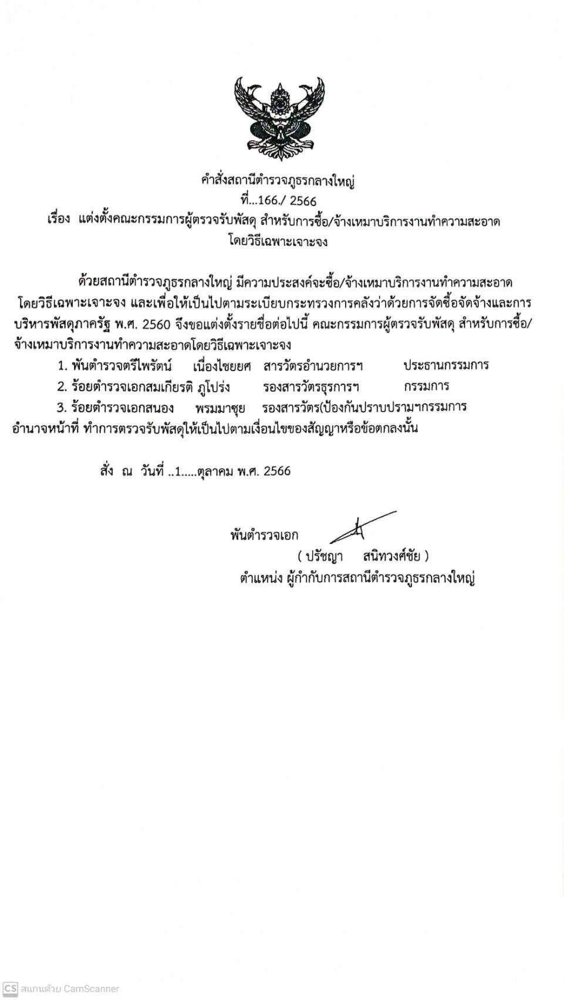 คำสั่งสถานีตำรวจภูธรกลางใหญ่
ที่...166./ 2566
เรื่อง แต่งตั้งคณะกรรมการผู้ตรวจรับพัสดุ สำหรับการซื้อ/จ้างเหมาบริการงานทำความสะอาด
โดยวิธีเฉพาะเจาะจง
ด้วยสถานีตำรวจภูธรกลางใหญ่ มีความประสงค์จะซื้อ/จ้างเหมาบริการงานทำความสะอาด
โดยวิธีเฉพาะเจาะจง และเพื่อให้เป็นไปตามระเบียบกระทรวงการคลังว่าด้วยการจัดซื้อจัดจ้างและการ
บริหารพัสดุภาครัฐ พ.ศ. 2560 จึงขอแต่งตั้งรายชื่อต่อไปนี้ คณะกรรมการผู้ตรวจรับพัสดุ สำหรับการซื้อ/
จ้างเหมาบริการงานทำความสะอาดโดยวิธีเฉพาะเจาะจง
1. พันตำรวจตรีไพรัตน์ เนื่องไชยยศ สารวัตรอำนวยการฯ ประธานกรรมการ
2. ร้อยตำรวจเอกสมเกียรติ ภูโปร่ง รองสารวัตรธุรการฯ กรรมการ
3. ร้อยตำรวจเอกสนอง พรมมาซุย รองสารวัตร(ป้องกันปราบปรามฯกรรมการ
อำนาจหน้าที่ ทำการตรวจรับพัสดุให้เป็นไปตามเงื่อนไขของสัญญาหรือข้อตกลงนั้น
สั่ง ณ วันที่ ..1.....ตุลาคม พ.ศ. 2566
พันตำรวจเอก
( ปรัชญา สนิทวงศ์ชัย )
ตำแหน่ง ผู้กำกับการสถานีตำรวจภูธรกลางใหญ่
CS สแกนด้วย CamScanner